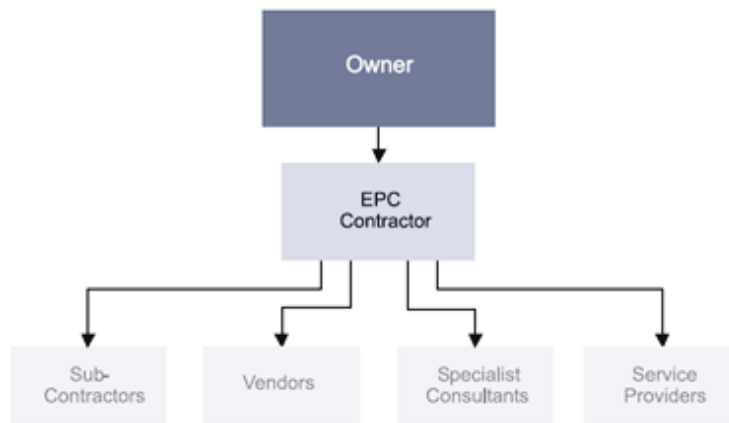 Owner
EPC
Contractor
Sub-
Contractors
Vendors
Specialist
Consultants
Service
Providers